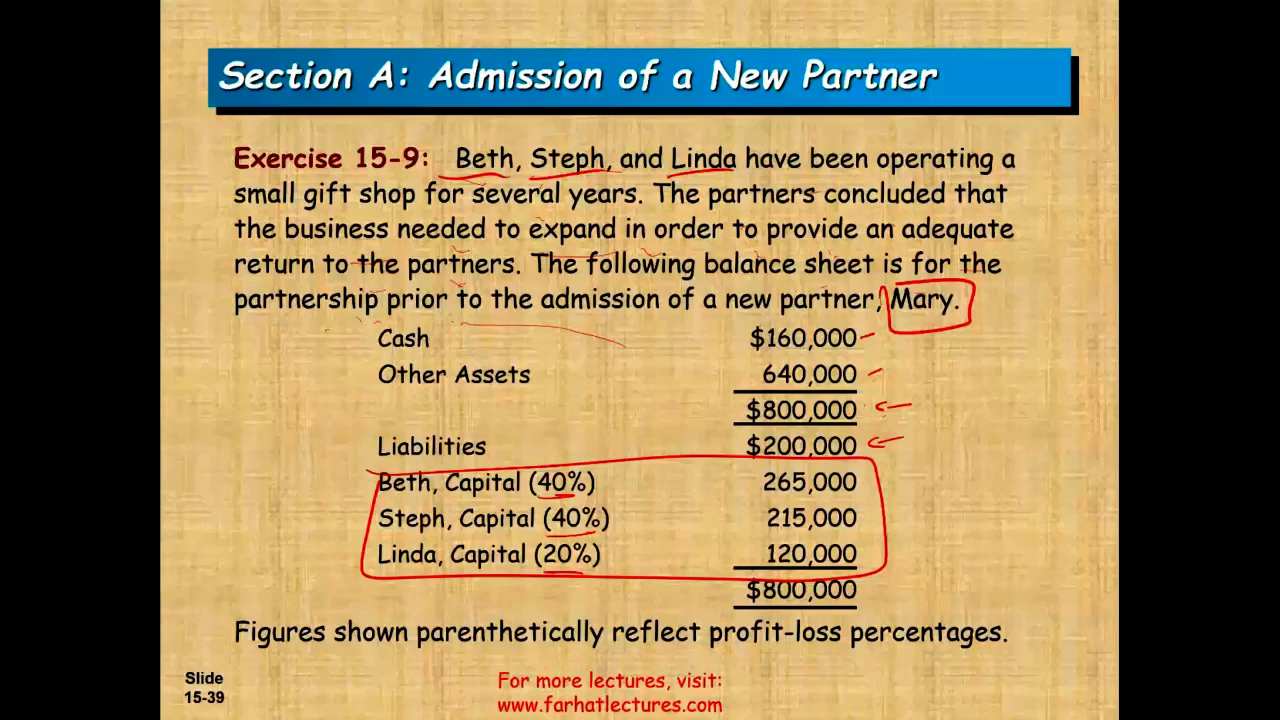 Section A: Admission of a New Partner
Exercise 15-9: Beth, Steph, and Linda have been operating a
small gift shop for several years. The partners concluded that
the business needed to expand in order to provide an adequate
return to the partners. The following balance sheet is for the
partnership prior to the admission of a new partner, Mary.
Cash $160,000
Other Assets 640,000
$800,000
Liabilities $200,000
Beth, Capital (40%) 265,000
Steph, Capital (40%) 215,000
Linda, Capital (20%) 120,000
$800,000
Figures shown parenthetically reflect profit-loss percentages.
Slide
15-39
For more lectures, visit:
www.farhatlectures.com